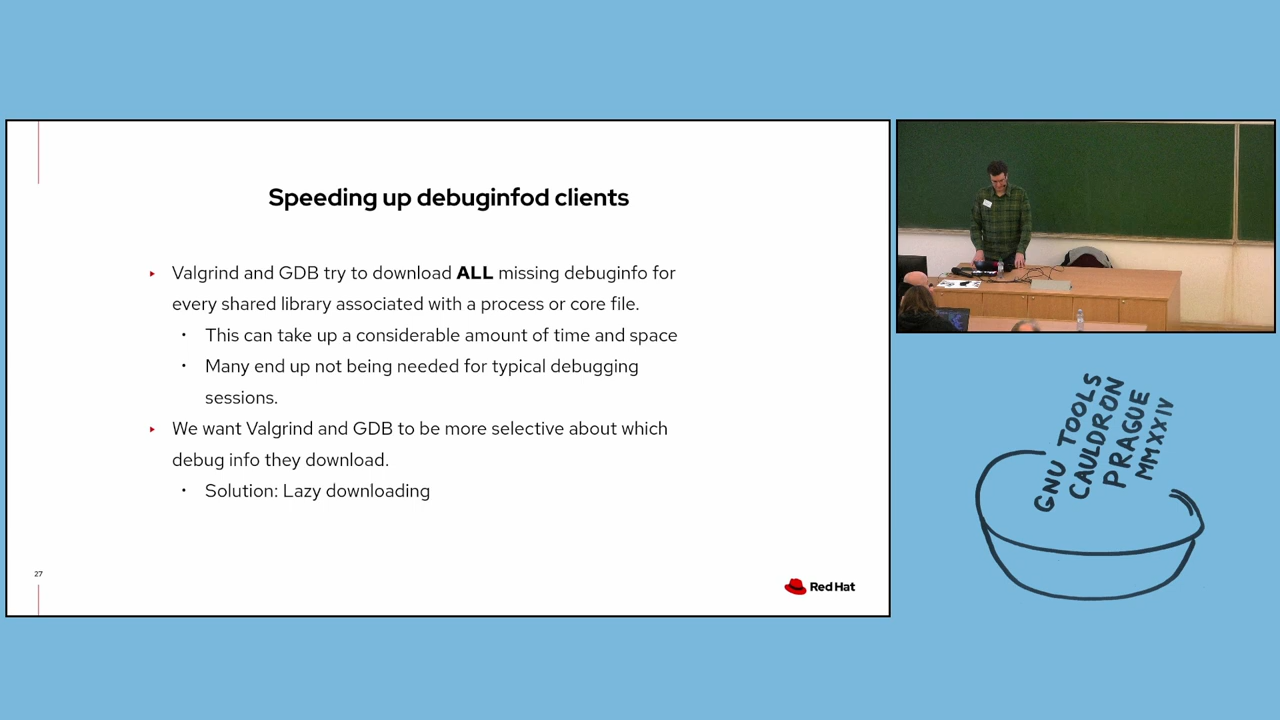 Speeding up debuginfod clients
‣ Valgrind and GDB try to download ALL missing debuginfo for
every shared library associated with a process or core file.
• This can take up a considerable amount of time and space
• Many end up not being needed for typical debugging
sessions.
‣ We want Valgrind and GDB to be more selective about which
debug info they download.
• Solution: Lazy downloading
27
Red Hat
GNU TOOLS
CAULDRON
PRAGUE
MMXXIV